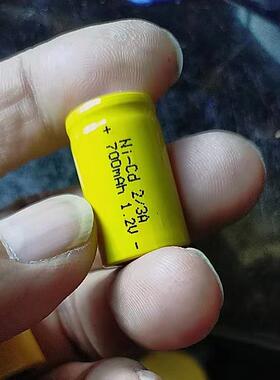 Ni-Cd 2/3A
+ 700mAh 1.2V -